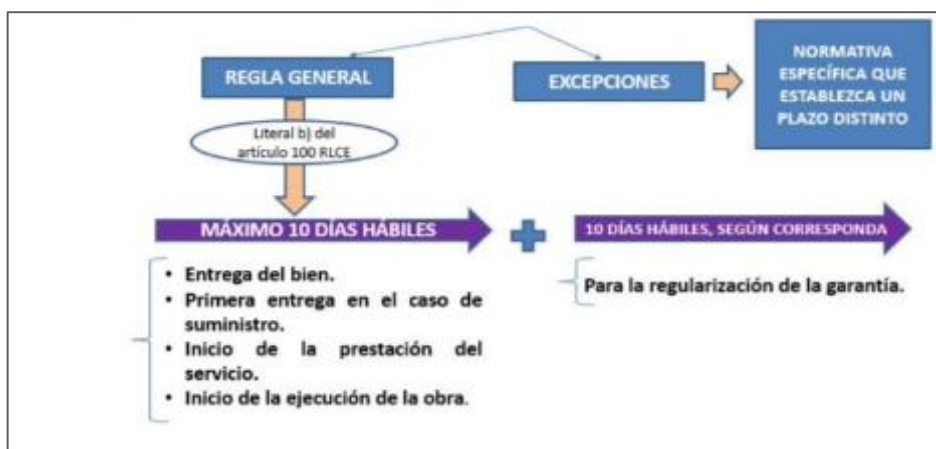 REGLA GENERAL
EXCEPCIONES
NORMATIVA
ESPECÍFICA QUE
ESTABLEZCA UN
PLAZO DISTINTO
Literal b) del
artículo 100 RLCE
MÁXIMO 10 DÍAS HÁBILES
10 DÍAS HÁBILES, SEGÚN CORRESPONDA
• Entrega del bien.
• Primera entrega en el caso de
suministro.
• Inicio de la prestación del
servicio.
• Inicio de la ejecución de la obra.
Para la regularización de la garantía.